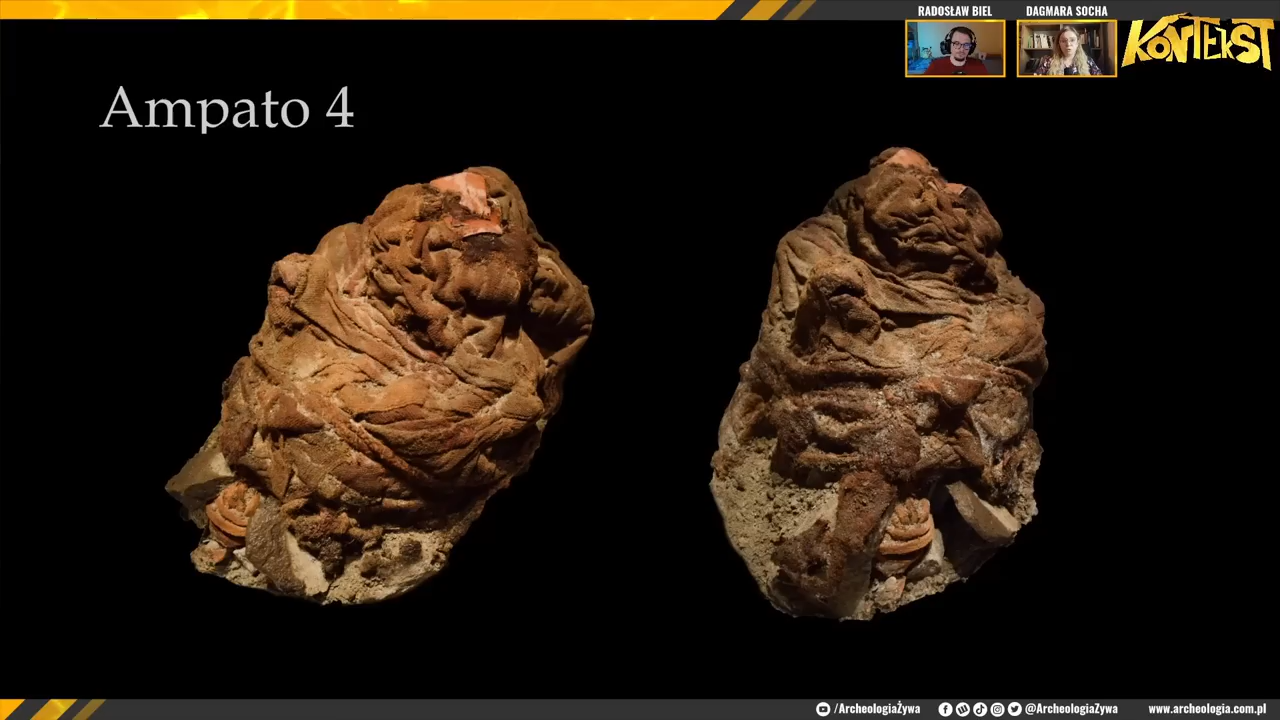 RADOSŁAW BIEL
DAGMARA SOCHA
KONTEKST
Ampato 4
/ArcheologiaŻywa
@ArcheologiaŻywa
www.archeologia.com.pl